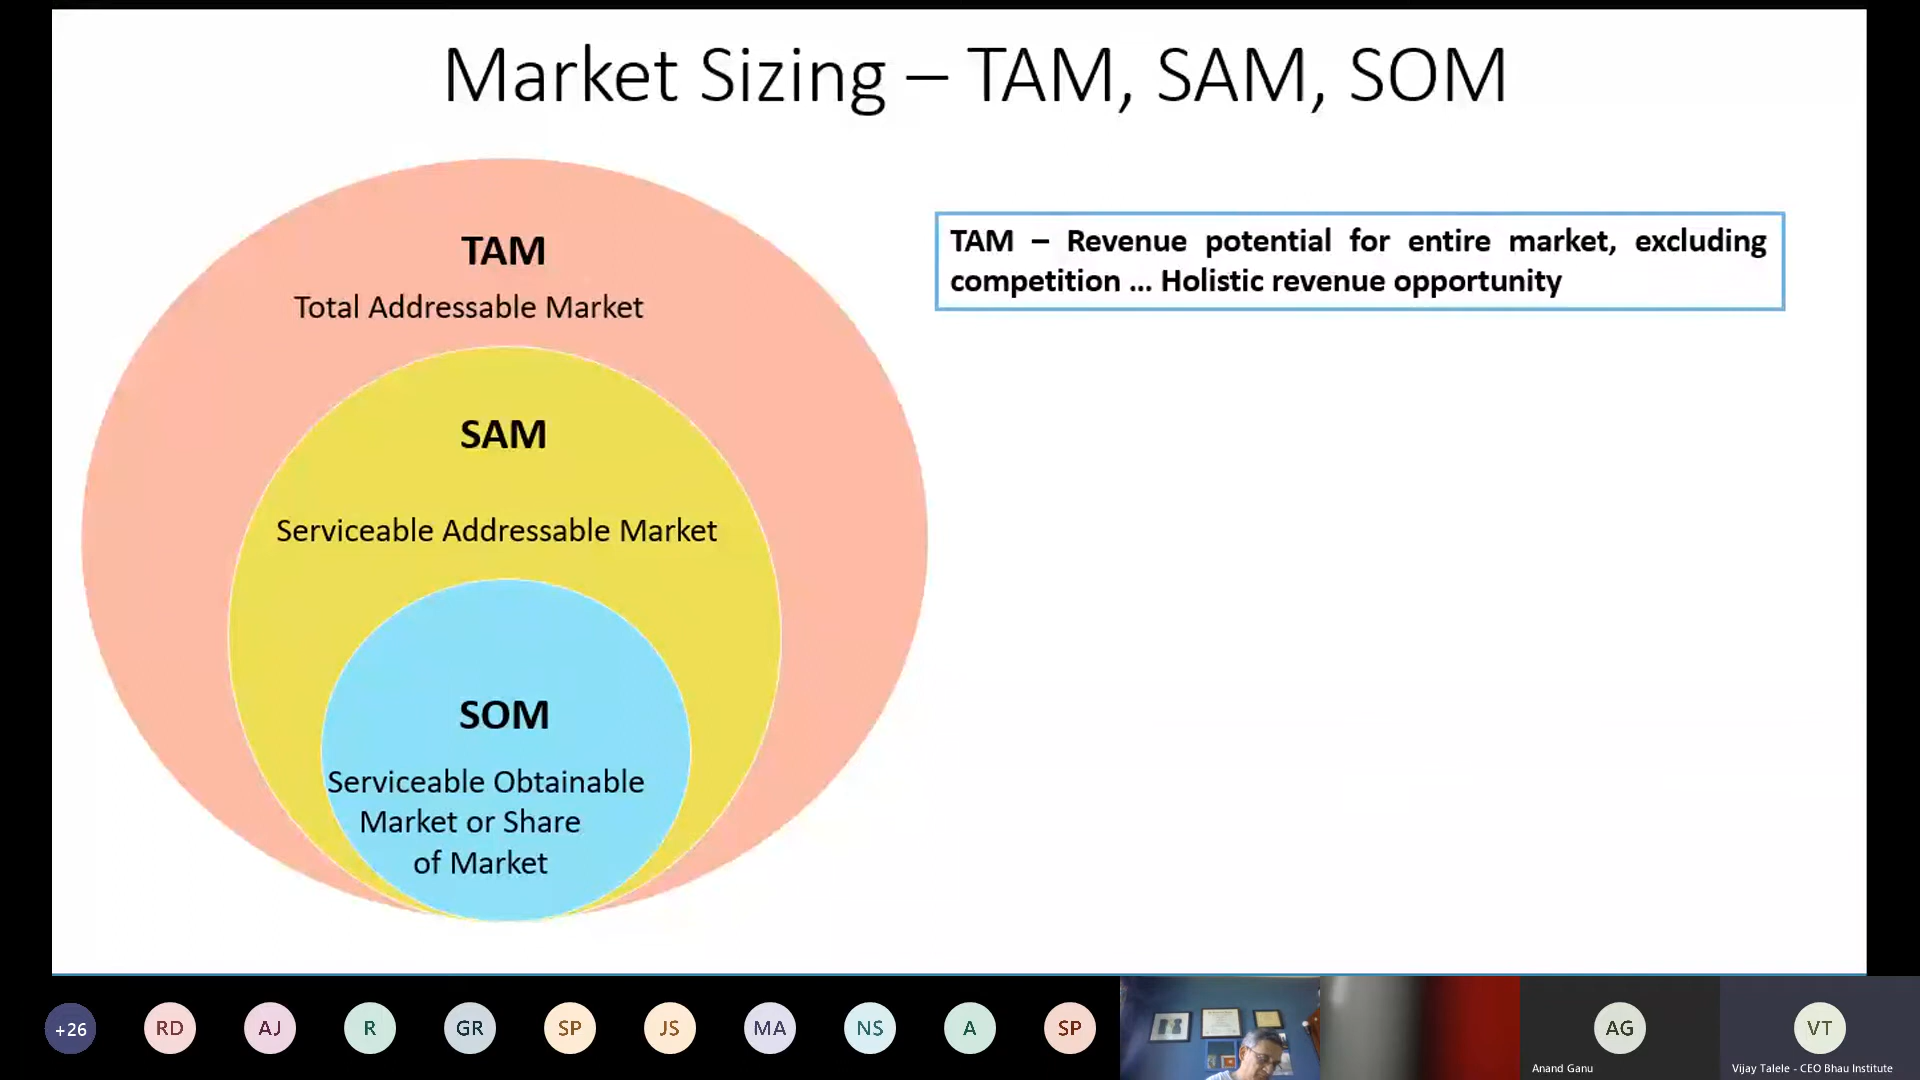 Market Sizing – TAM, SAM, SOM
TAM
Total Addressable Market
SAM
Serviceable Addressable Market
SOM
Serviceable Obtainable
Market or Share
of Market
TAM – Revenue potential for entire market, excluding
competition ... Holistic revenue opportunity
+26
RD
AJ
R
GR
SP
JS
MA
NS
A
SP
AG
Anand Ganu
VT
Vijay Talele - CEO Bhau Institute